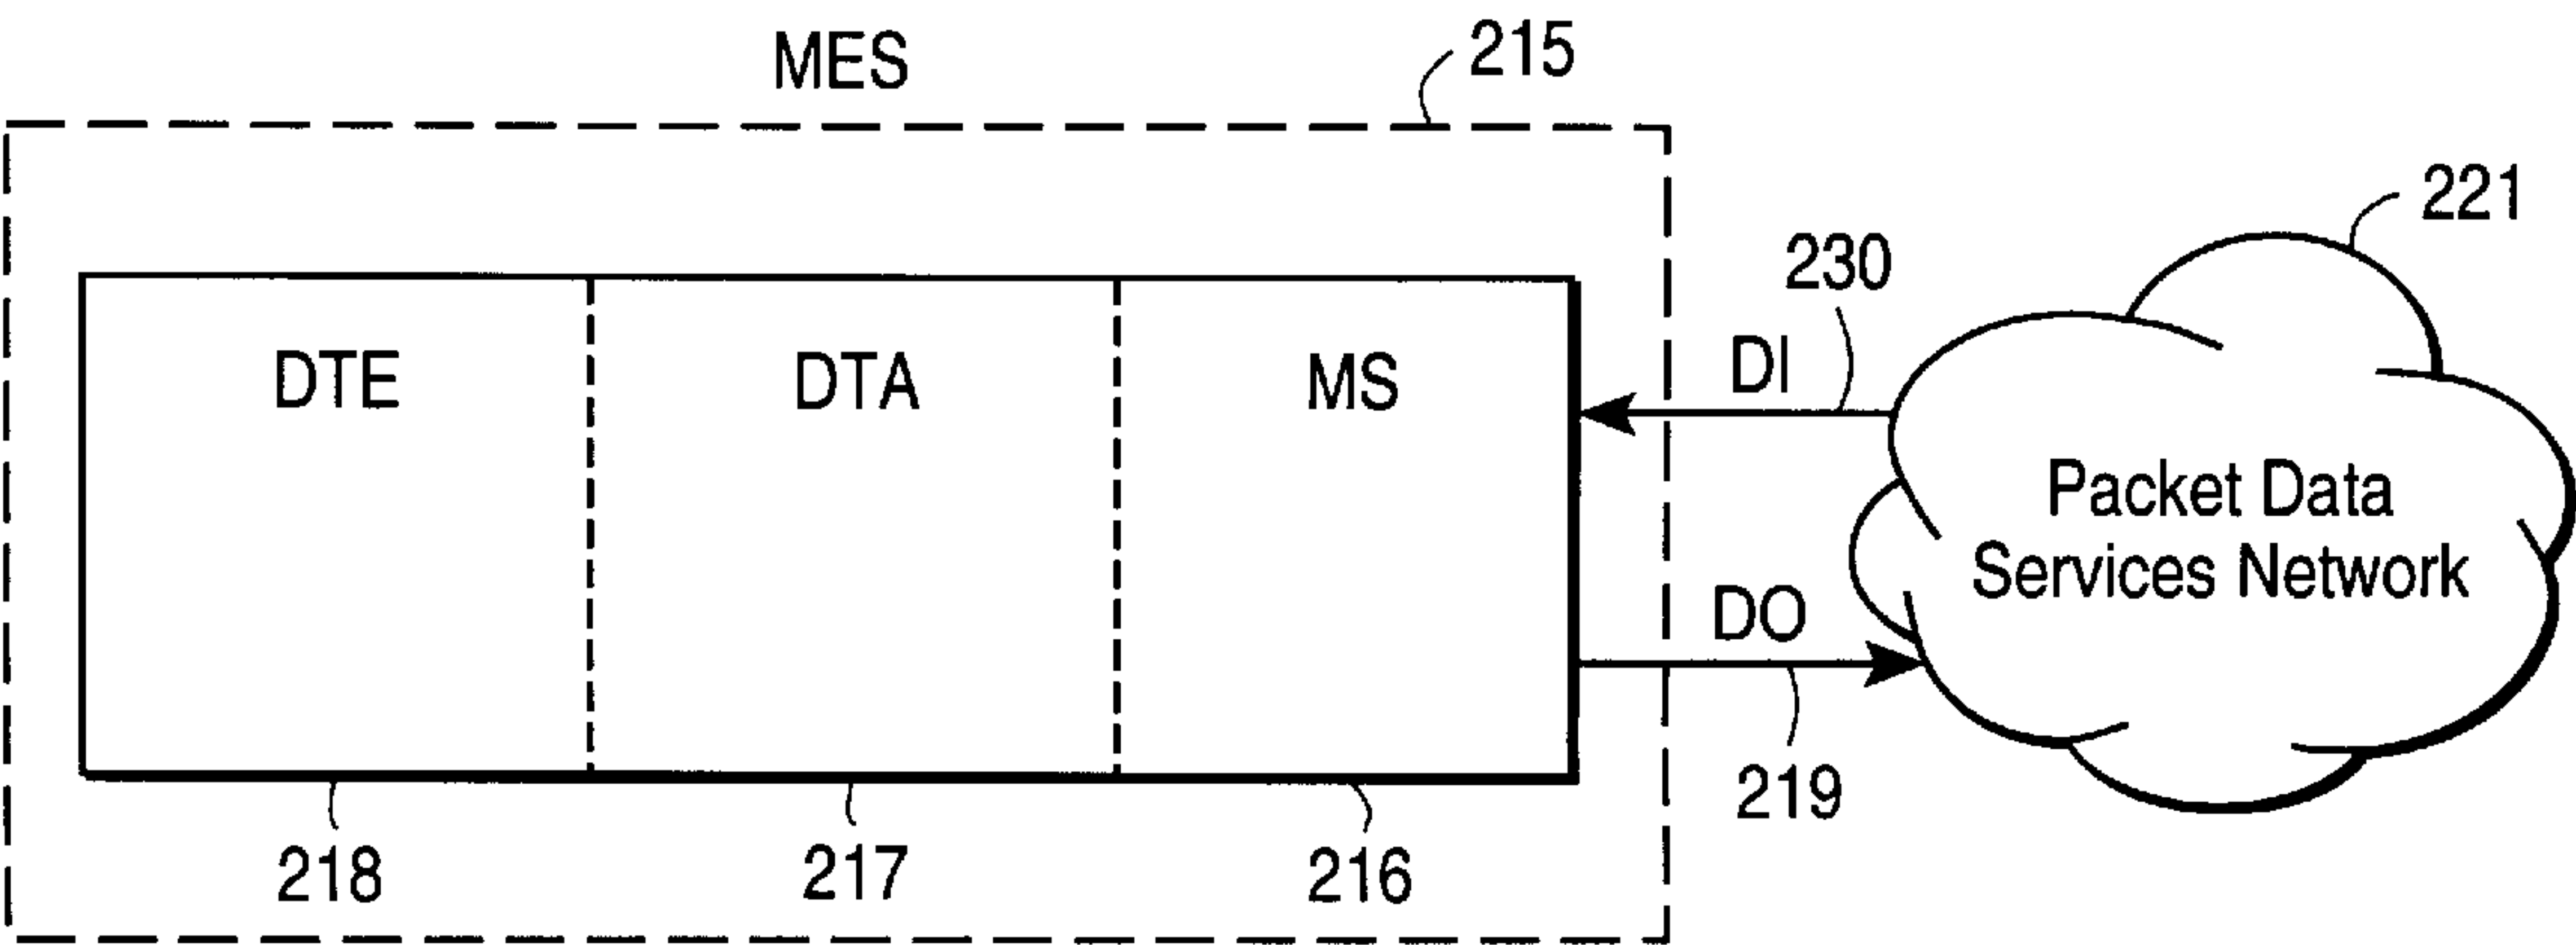 MES
215
221
230
DTE
DTA
MS
DI
Packet Data
Services Network
DO
219
218
217
216